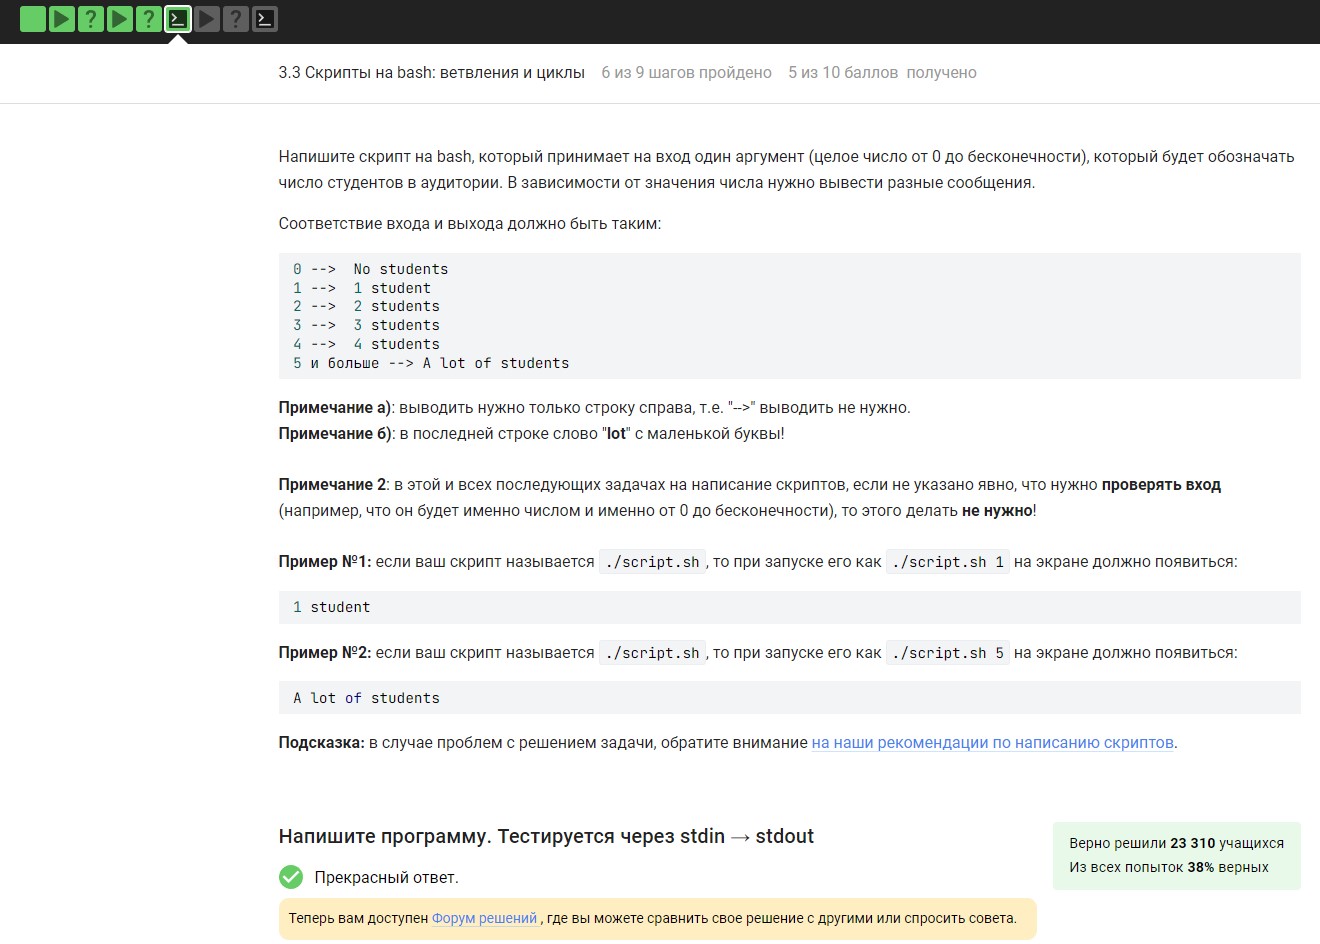 3.3 Скрипты на bash: ветвления и циклы 6 из 9 шагов пройдено 5 из 10 баллов получено
Напишите скрипт на bash, который принимает на вход один аргумент (целое число от 0 до бесконечности), который будет обозначать
число студентов в аудитории. В зависимости от значения числа нужно вывести разные сообщения.
Соответствие входа и выхода должно быть таким:
0 -->  No students
1 -->  1 student
2 -->  2 students
3 -->  3 students
4 -->  4 students
5 и больше --> A lot of students
Примечание а): выводить нужно только строку справа, т.е. "-->" выводить не нужно.
Примечание б): в последней строке слово "lot" с маленькой буквы!
Примечание 2: в этой и всех последующих задачах на написание скриптов, если не указано явно, что нужно проверять вход
(например, что он будет именно числом и именно от 0 до бесконечности), то этого делать не нужно!
Пример №1: если ваш скрипт называется ./script.sh , то при запуске его как ./script.sh 1 на экране должно появиться:
1 student
Пример №2: если ваш скрипт называется ./script.sh , то при запуске его как ./script.sh 5 на экране должно появиться:
A lot of students
Подсказка: в случае проблем с решением задачи, обратите внимание на наши рекомендации по написанию скриптов.
Напишите программу. Тестируется через stdin → stdout
Верно решили 23 310 учащихся
Из всех попыток 38% верных
Прекрасный ответ.
Теперь вам доступен Форум решений , где вы можете сравнить свое решение с другими или спросить совета.